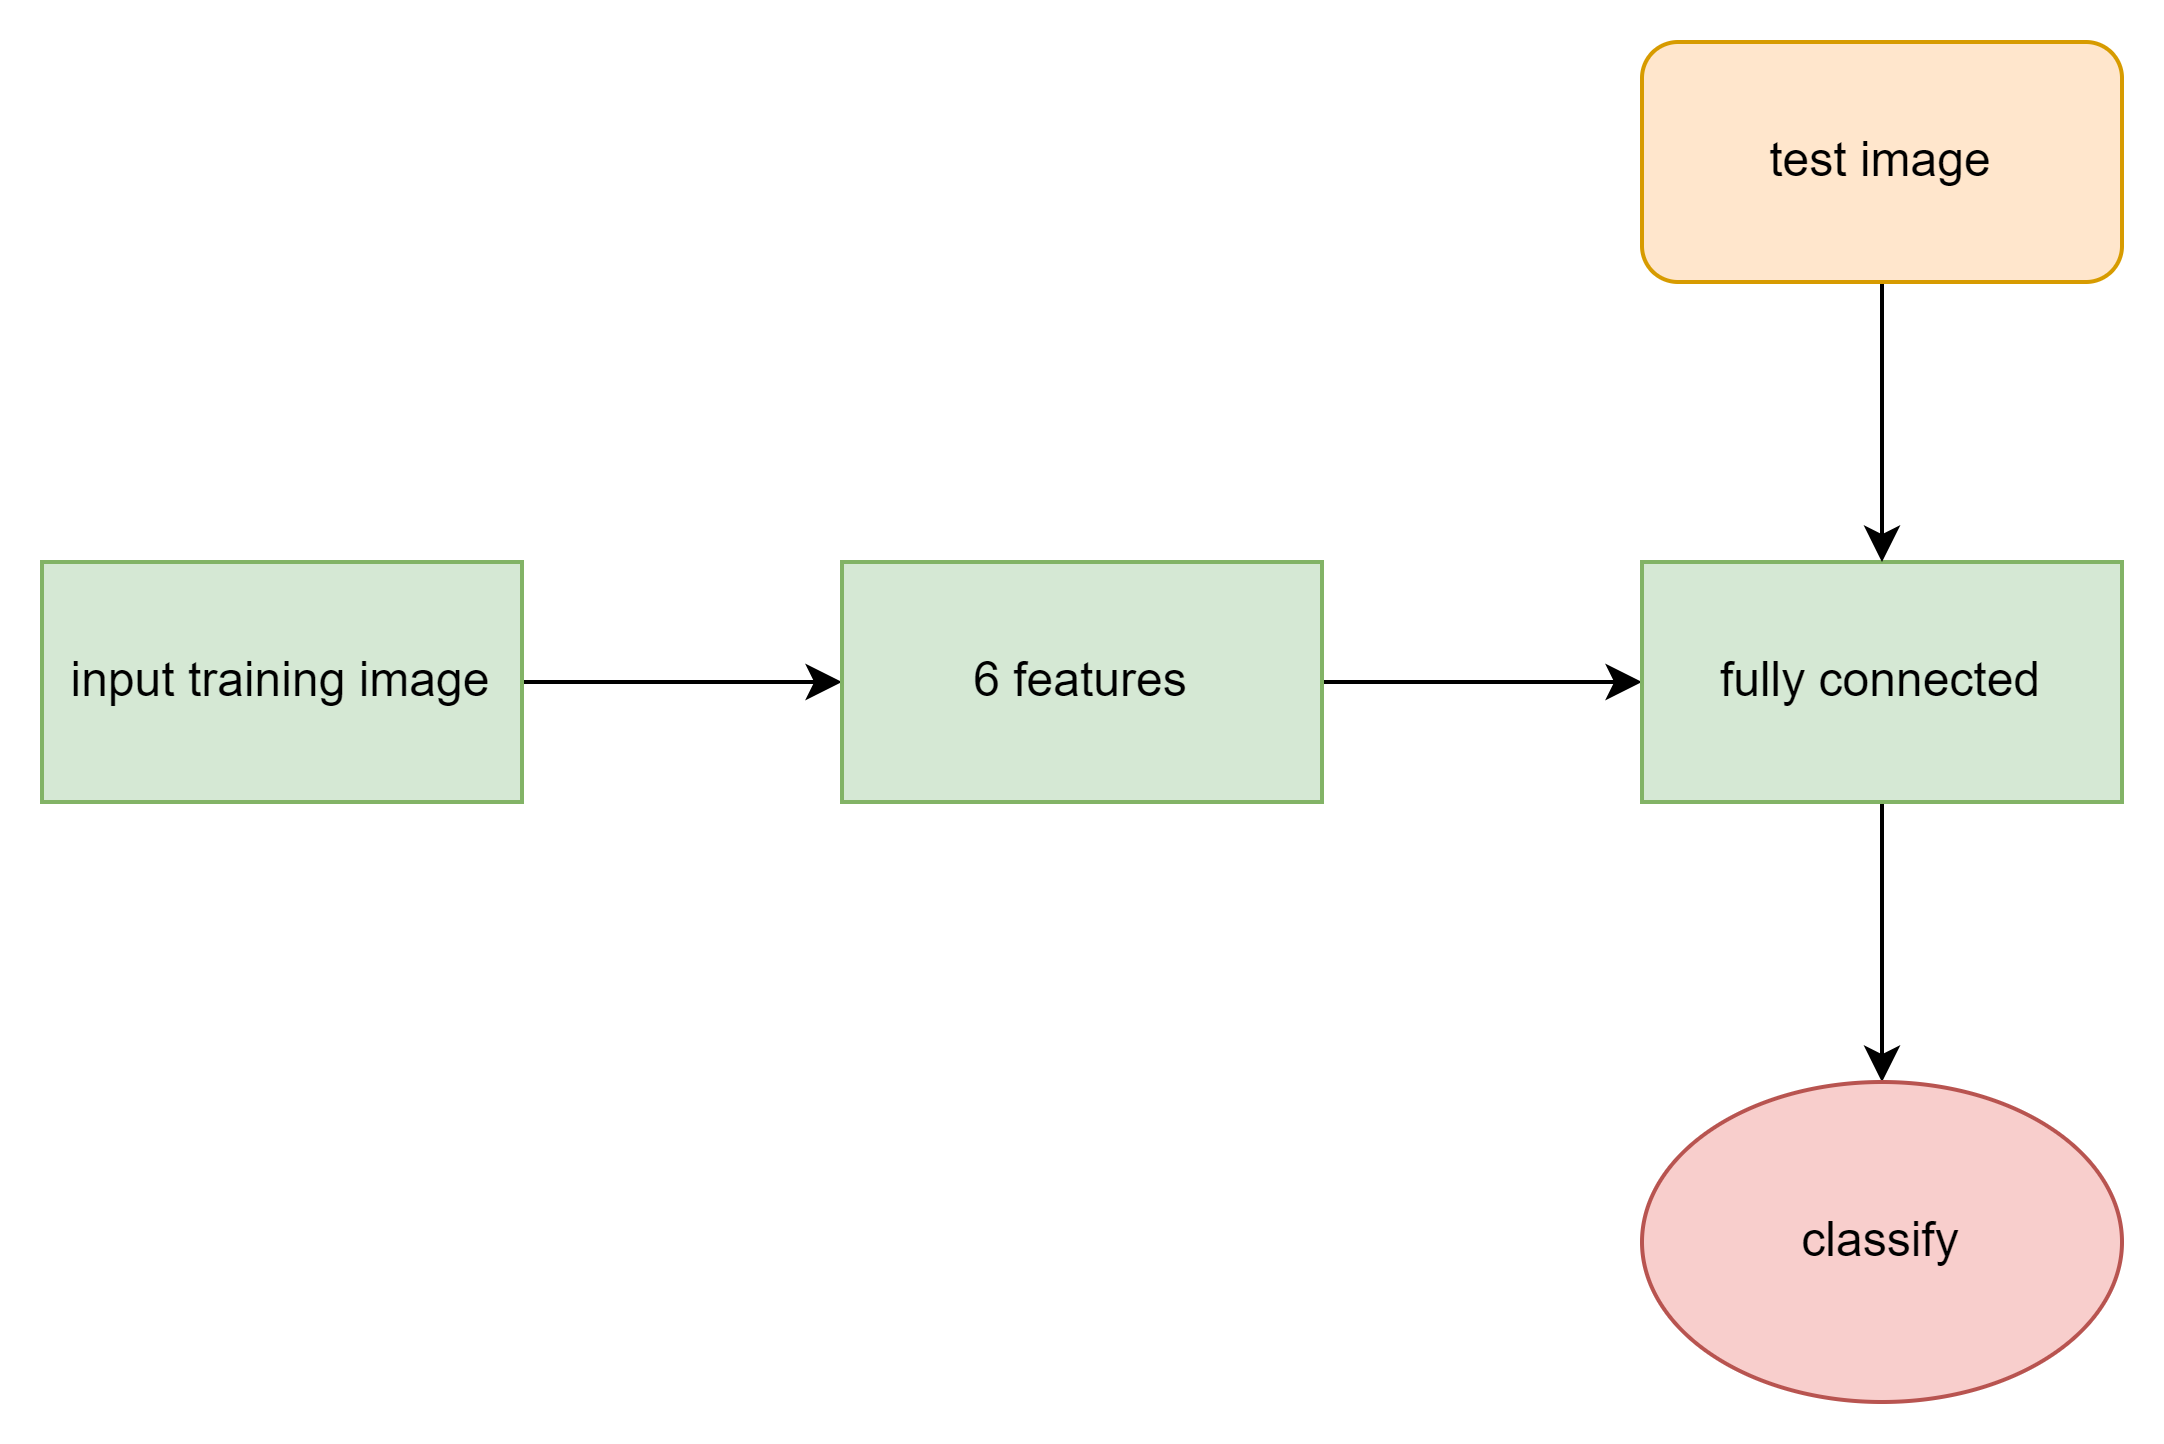 test image
input training image
6 features
fully connected
classify